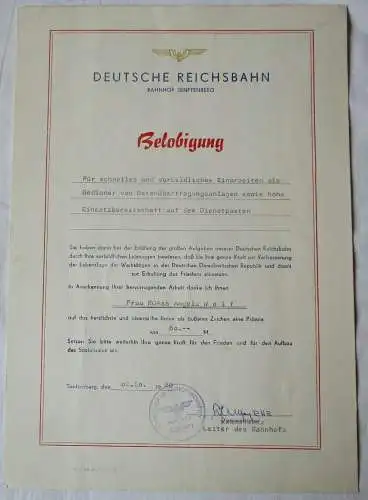 DEUTSCHE REICHSBAHN
BAHNHOF SENFTENBERG
Belobigung
Für schnelles und vorbildliches Einarbeiten als
Bediener von Datenübertragungsanlagen sowie hohe
Einsatzbereitschaft auf dem Dienstposten
Sie haben damit bei der Erfüllung der großen Aufgaben unserer Deutschen Reichsbahn
durch Ihre vorbildlichen Leistungen bewiesen, daß Sie Ihre ganze Kraft zur Verbesserung
der Lebenslage der Werktätigen in der Deutschen Demokratischen Republik und damit
zur Erhaltung des Friedens einsetzen.
In Anerkennung Ihrer hervorragenden Arbeit danke ich Ihnen
Frau Angela
auf das herzlichste und überreiche Ihnen als äußeres Zeichen eine Prämie
von 60.-- M.
Setzen Sie bitte weiterhin Ihre ganze Kraft für den Frieden und für den Aufbau
des Sozialismus ein.
Senftenberg, den
Leiter des Bahnhofs